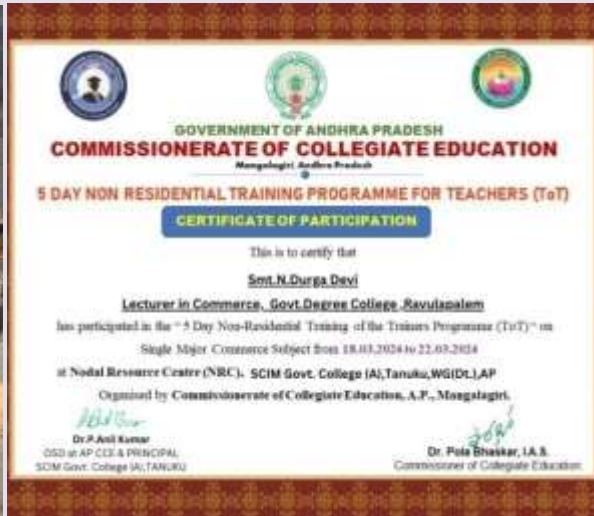 GOVERNMENT OF ANDHRA PRADESH
COMMISSIONERATE OF COLLEGIATE EDUCATION
Mangalagiri Andhra Pradesh
5 DAY NON RESIDENTIAL TRAINING PROGRAMME FOR TEACHERS (ToT)
CERTIFICATE OF PARTICIPATION
This is to certify that
Smt.N.Durga Devi
Lecturer in Commerce, Govt.Degree College ,Ravulapalem
has participated in the " 5 Day Non-Residential Training of the Trainers Programme (ToT)" on
Single Major Commerce Subject from 18.03.2024 to 22.03.2024
at Nodal Resource Centre (NRC), SCIM Govt. College (A),Tanuku,WG(Dt.),AP
Organised by Commissionerate of Collegiate Education, A.P., Mangalagiri.
Dr.P.Anil Kumar
OSD at AP CCE & PRINCIPAL
SCIM Govt. College (A),TANUKU
Dr. Pola Bhaskar, I.A.S.
Commissioner of Collegiate Education